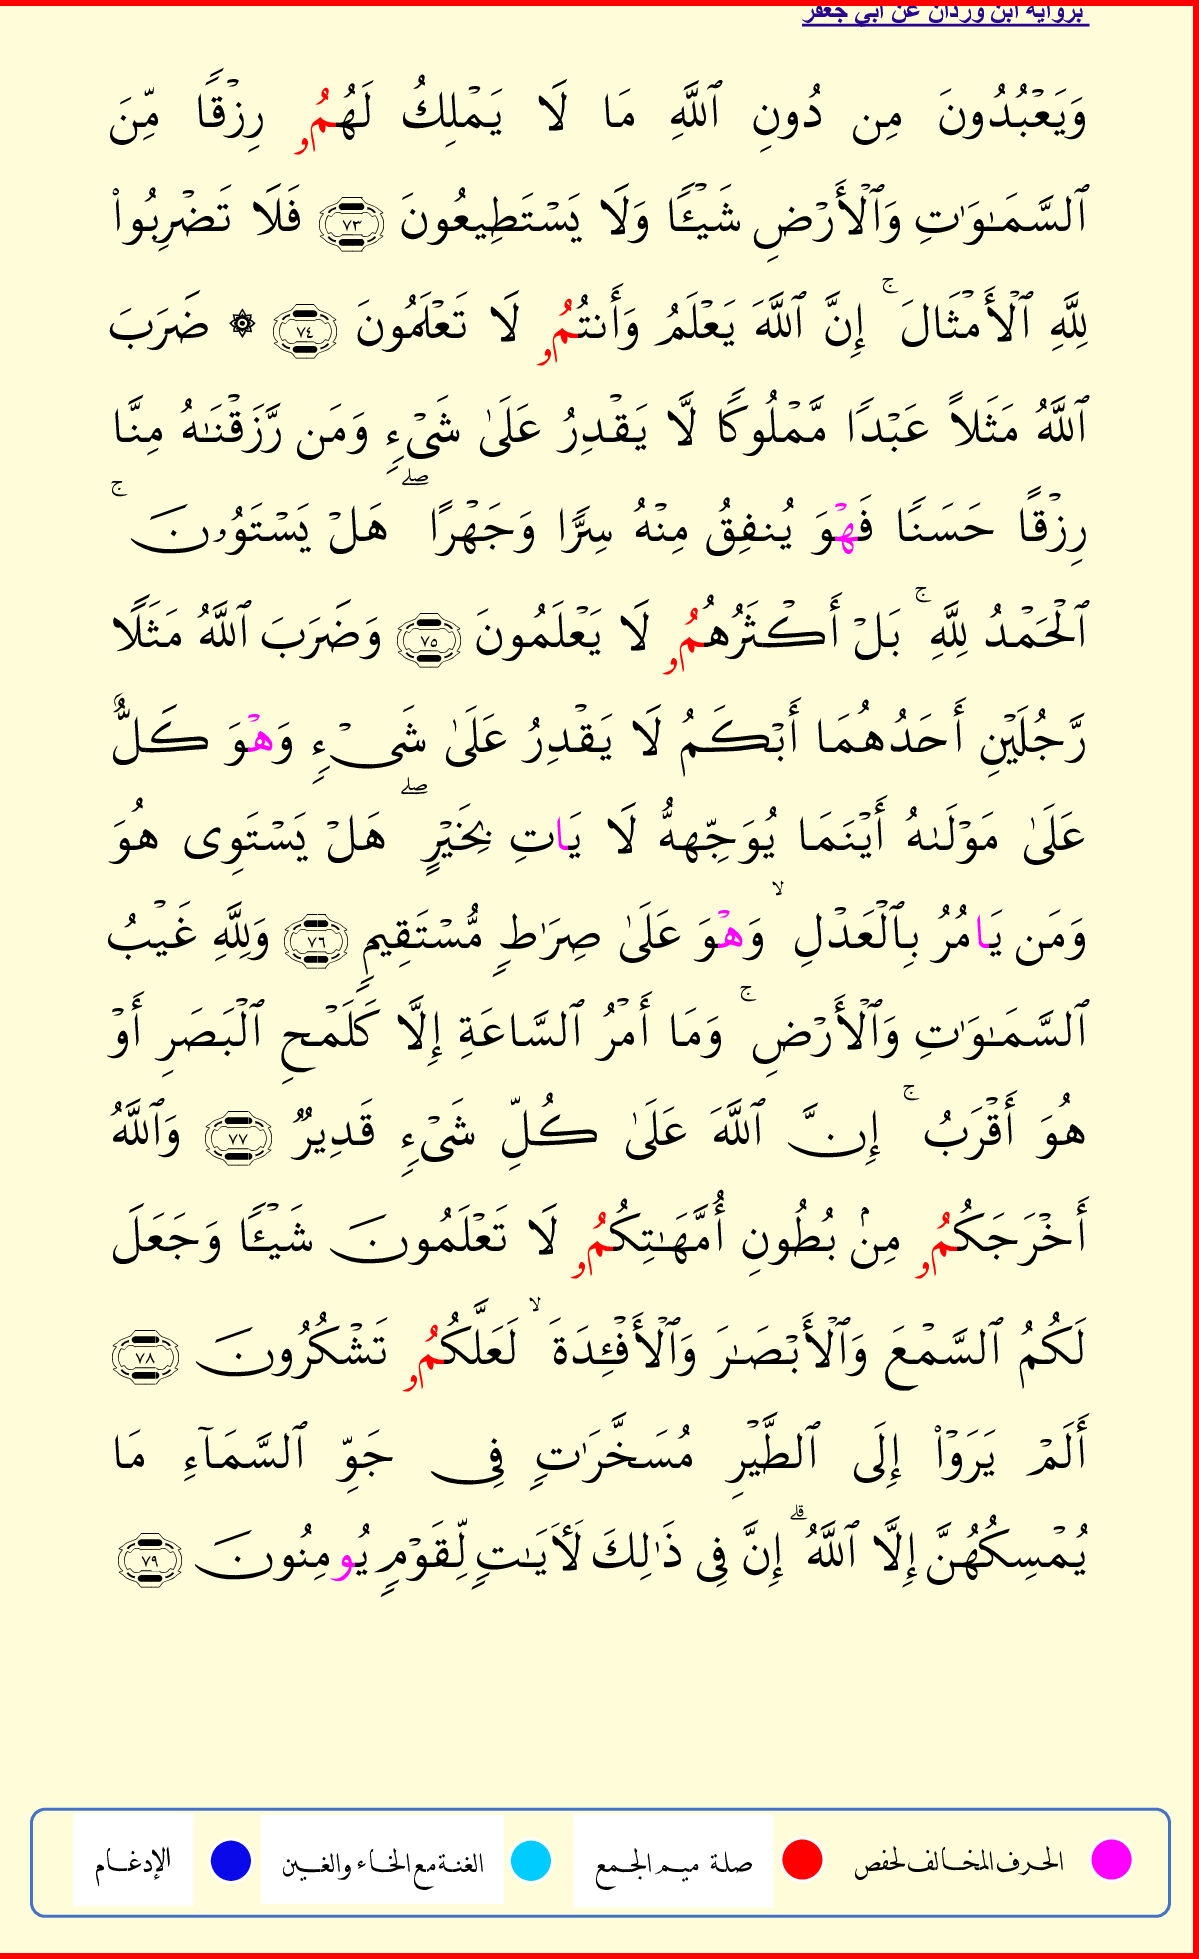 برواية ابن وردان عن أبي جعفر
وَيَعۡبُدُونَ مِن دُونِ ٱللَّهِ مَا لَا يَمۡلِكُ لَهُمُۥ رِزۡقٗا مِّنَ
ٱلسَّمَٰوَٰتِ وَٱلۡأَرۡضِ شَيۡـٔٗا وَلَا يَسۡتَطِيعُونَ ٧٣ فَلَا تَضۡرِبُواْ
لِلَّهِ ٱلۡأَمۡثَالَۚ إِنَّ ٱللَّهَ يَعۡلَمُ وَأَنتُمُۥ لَا تَعۡلَمُونَ ٧٤ ۞ ضَرَبَ
ٱللَّهُ مَثَلاً عَبۡدٗا مَّمۡلُوكٗا لَّا يَقۡدِرُ عَلَىٰ شَيۡءٖ وَمَن رَّزَقۡنَٰهُ مِنَّا
رِزۡقًا حَسَنٗا فَهۡوَ يُنفِقُ مِنۡهُ سِرّٗا وَجَهۡرًاۖ هَلۡ يَسۡتَوُۥنَۚ
ٱلۡحَمۡدُ لِلَّهِۚ بَلۡ أَكۡثَرُهُمُۥ لَا يَعۡلَمُونَ ٧٥ وَضَرَبَ ٱللَّهُ مَثَلٗا
رَّجُلَيۡنِ أَحَدُهُمَا أَبۡكَمُ لَا يَقۡدِرُ عَلَىٰ شَيۡءٖ وَهۡوَ كَلٌّ
عَلَىٰ مَوۡلَىٰهُ أَيۡنَمَا يُوَجِّههُّ لَا يَاتِ بِخَيۡرٍۖ هَلۡ يَسۡتَوِي هُوَ
وَمَن يَامُرُ بِٱلۡعَدۡلِۙ وَهۡوَ عَلَىٰ صِرَٰطٖ مُّسۡتَقِيمٖ ٧٦ وَلِلَّهِ غَيۡبُ
ٱلسَّمَٰوَٰتِ وَٱلۡأَرۡضِۚ وَمَا أَمۡرُ ٱلسَّاعَةِ إِلَّا كَلَمۡحِ ٱلۡبَصَرِ أَوۡ
هُوَ أَقۡرَبُۚ إِنَّ ٱللَّهَ عَلَىٰ كُلِّ شَيۡءٖ قَدِيرٞ ٧٧ وَٱللَّهُ
أَخۡرَجَكُمُۥ مِنۢ بُطُونِ أُمَّهَٰتِكُمُۥ لَا تَعۡلَمُونَ شَيۡـٔٗا وَجَعَلَ
لَكُمُ ٱلسَّمۡعَ وَٱلۡأَبۡصَٰرَ وَٱلۡأَفۡـِٔدَةَۙ لَعَلَّكُمُۥ تَشۡكُرُونَ ٧٨
أَلَمۡ يَرَوۡاْ إِلَى ٱلطَّيۡرِ مُسَخَّرَٰتٖ فِي جَوِّ ٱلسَّمَآءِ مَا
يُمۡسِكُهُنَّ إِلَّا ٱللَّهُۗ إِنَّ فِي ذَٰلِكَ لَأٓيَٰتٖ لِّقَوۡمٖ يُومِنُونَ ٧٩
الحرف المخالف لحفص صلة ميم الجمع الغنة مع الخاء والغين الإدغام